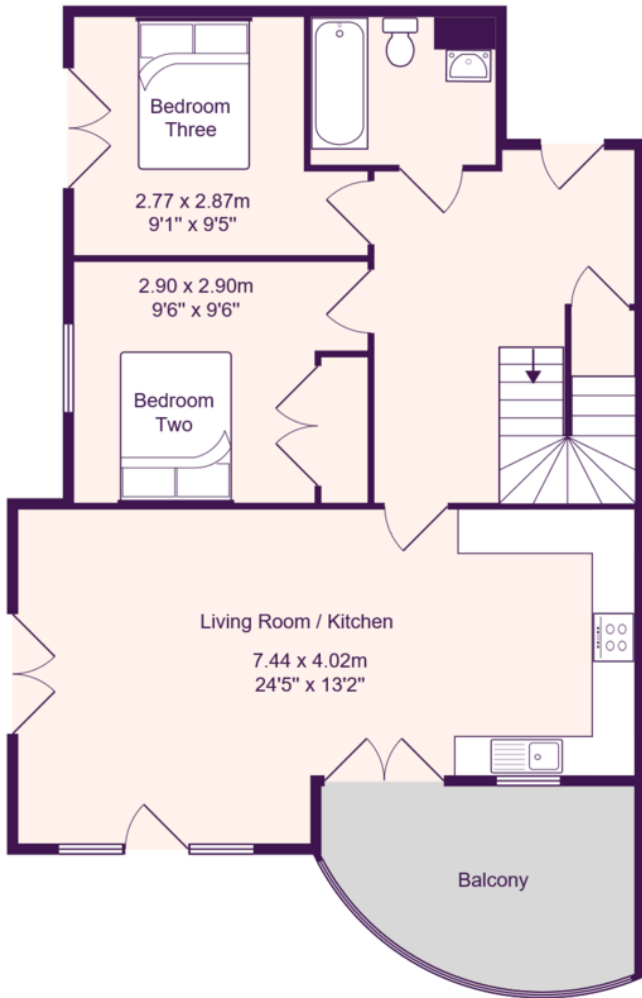 Bedroom
Three
2.77 x 2.87m
9'1" x 9'5"
2.90 x 2.90m
9'6" x 9'6"
Bedroom
Two
Living Room / Kitchen
7.44 x 4.02m
24'5" x 13'2"
Balcony